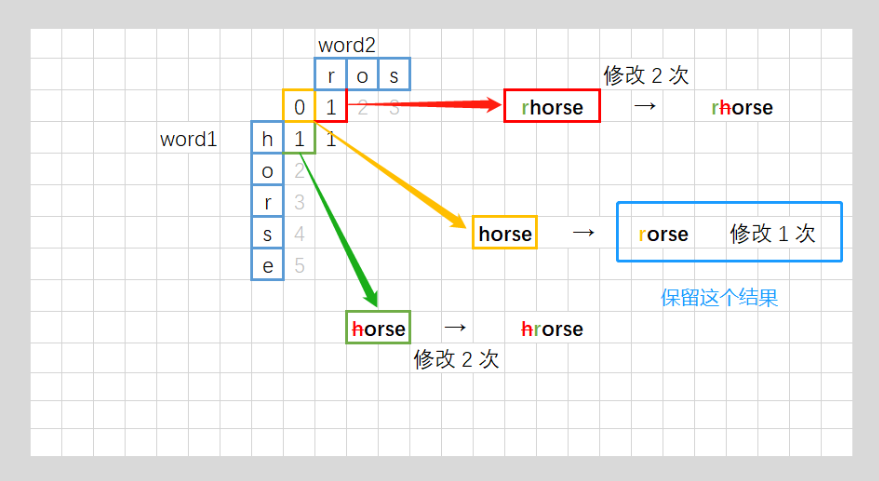 word2
r o s
修改 2 次
0 1 2 3
rhorse → rhorse
word1
h 1 1
o 2
r 3
s 4
e 5
horse → rorse 修改 1 次
保留这个结果
horse → hrorse
修改 2 次